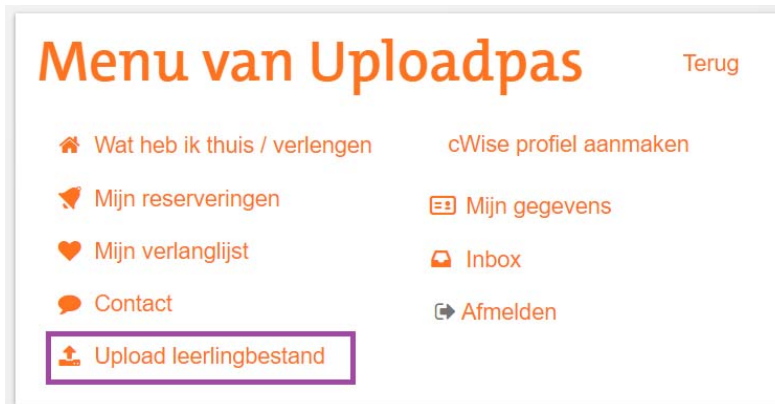 Menu van Uploadpas
Terug
Wat heb ik thuis / verlengen
Mijn reserveringen
Mijn verlanglijst
Contact
Upload leerlingbestand
cWise profiel aanmaken
Mijn gegevens
Inbox
Afmelden